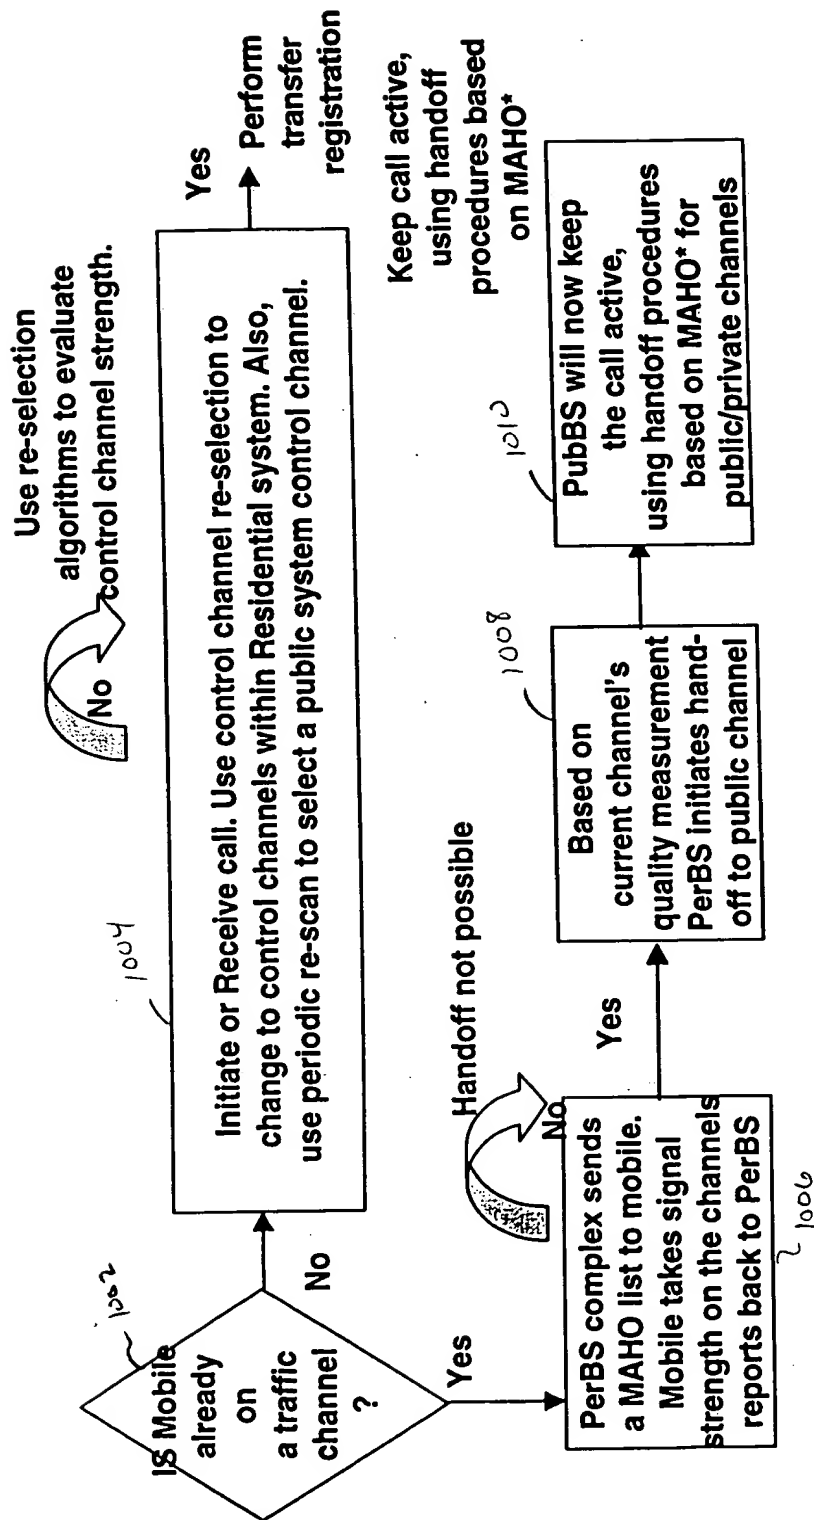 1002
IS Mobile
already
on
a traffic
channel
?
No
Yes
1004
Initiate or Receive call. Use control channel re-selection to
change to control channels within Residential system. Also,
use periodic re-scan to select a public system control channel.
No
Use re-selection
algorithms to evaluate
control channel strength.
Yes
Perform
transfer
registration
PerBS complex sends
a MAHO list to mobile.
Mobile takes signal
strength on the channels
reports back to PerBS
1006
No
Handoff not possible
Yes
1008
Based on
current channel's
quality measurement
PerBS initiates hand-
off to public channel
1010
PubBS will now keep
the call active,
using handoff procedures
based on MAHO* for
public/private channels
Keep call active,
using handoff
procedures based
on MAHO*